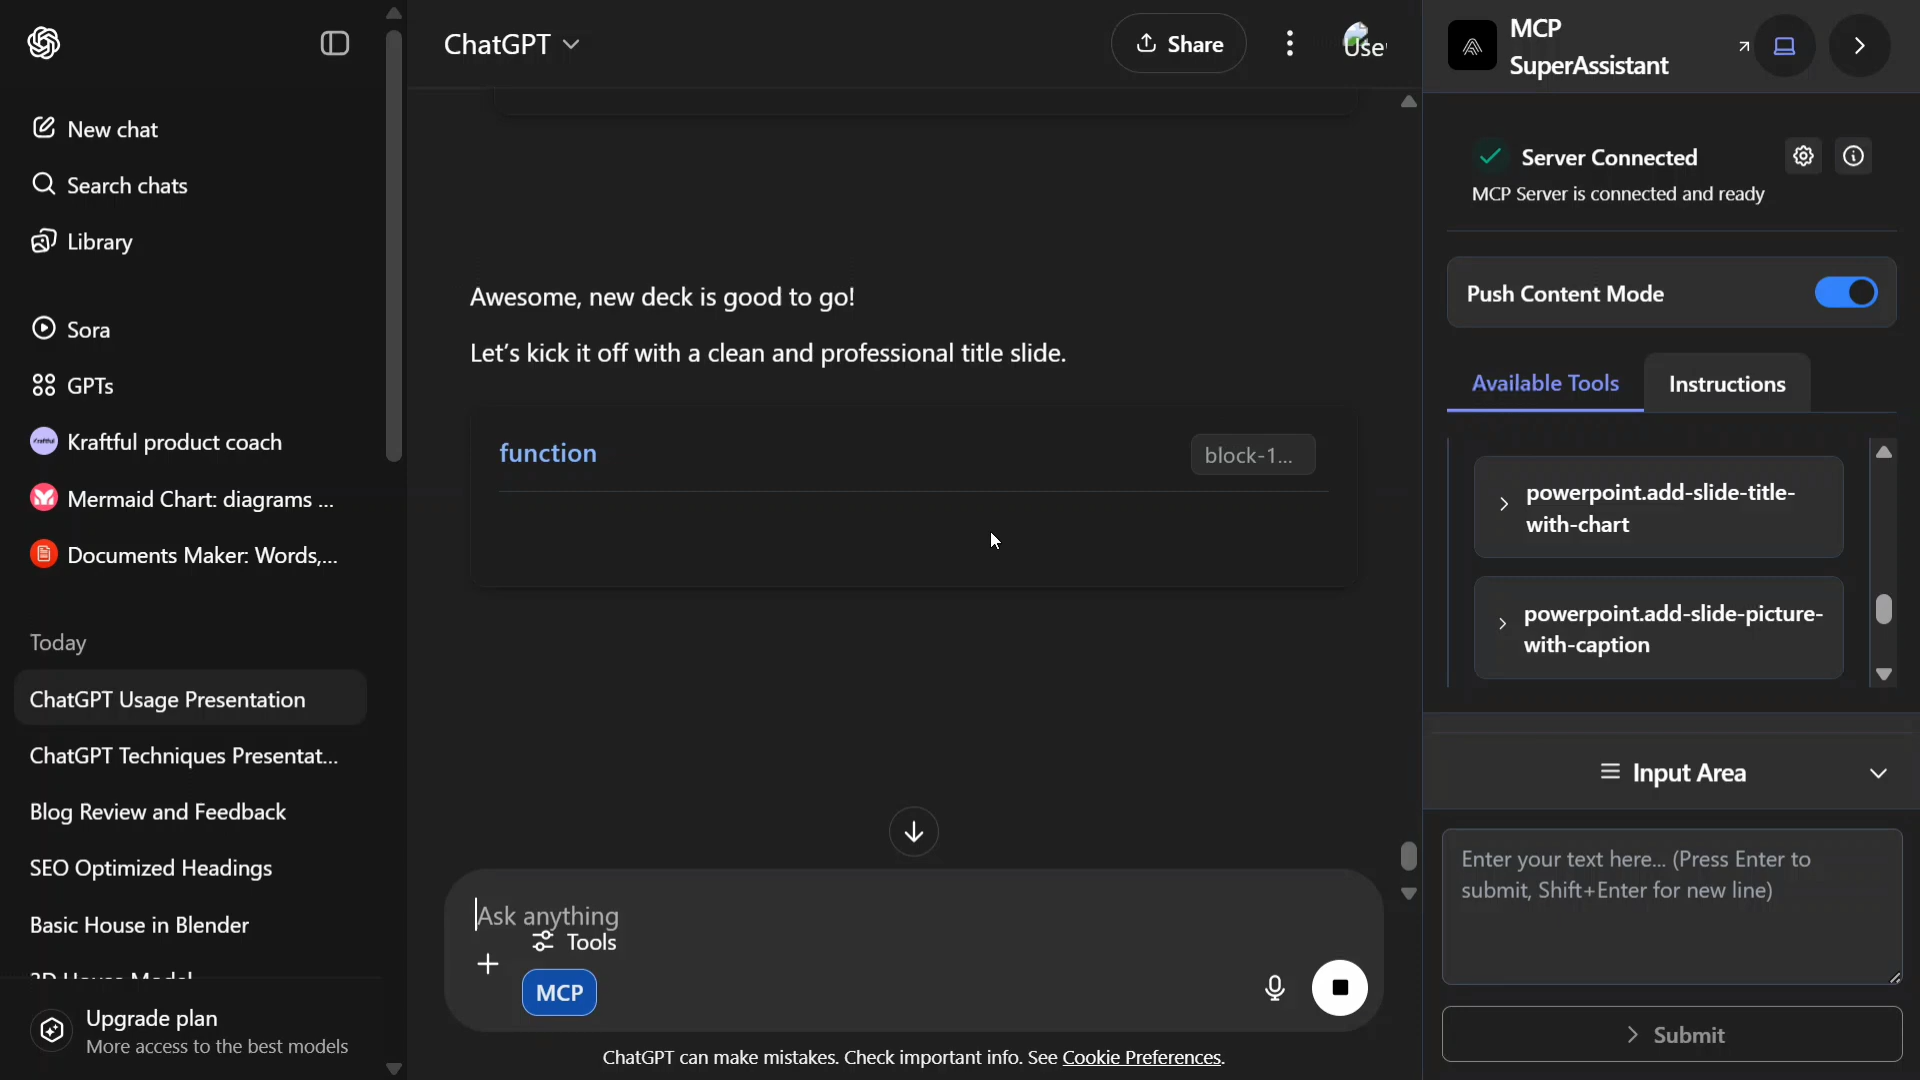 New chat
Search chats
Library
Sora
GPTs
Kraftful product coach
Mermaid Chart: diagrams ...
Documents Maker: Words,...
Today
ChatGPT Usage Presentation
ChatGPT Techniques Presentat...
Blog Review and Feedback
SEO Optimized Headings
Basic House in Blender
Upgrade plan
More access to the best models
ChatGPT
Share
Use
Awesome, new deck is good to go!
Let's kick it off with a clean and professional title slide.
function
block-1...
Ask anything
Tools
MCP
ChatGPT can make mistakes. Check important info. See Cookie Preferences.
MCP
SuperAssistant
Server Connected
MCP Server is connected and ready
Push Content Mode
Available Tools
Instructions
powerpoint.add-slide-title-
with-chart
powerpoint.add-slide-picture-
with-caption
Input Area
Enter your text here... (Press Enter to
submit, Shift+Enter for new line)
Submit